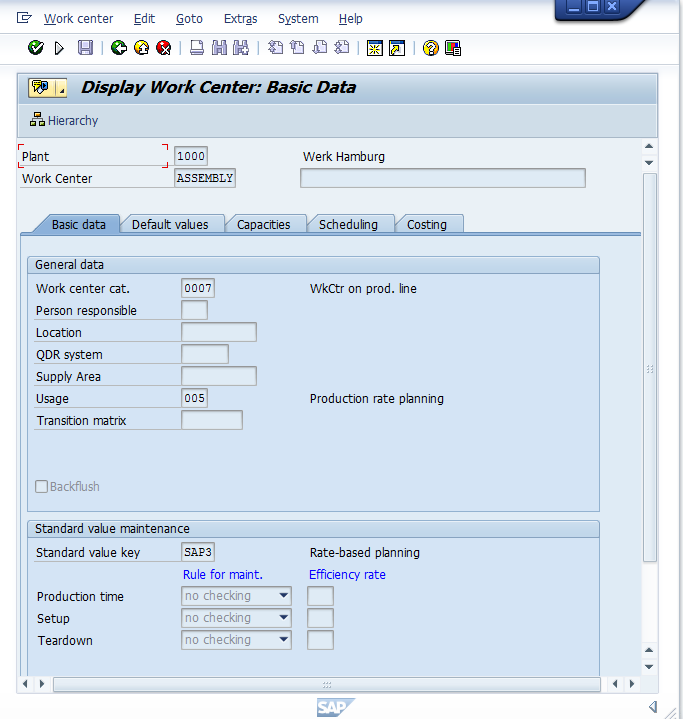 Work center Edit Goto Extras System Help
Display Work Center: Basic Data
Hierarchy
Plant 1000 Werk Hamburg
Work Center ASSEMBLY
Basic data Default values Capacities Scheduling Costing
General data
Work center cat. 0007 WkCtr on prod. line
Person responsible
Location
QDR system
Supply Area
Usage 005 Production rate planning
Transition matrix
Backflush
Standard value maintenance
Standard value key SAP3 Rate-based planning
Rule for maint. Efficiency rate
Production time no checking
Setup no checking
Teardown no checking
SAP